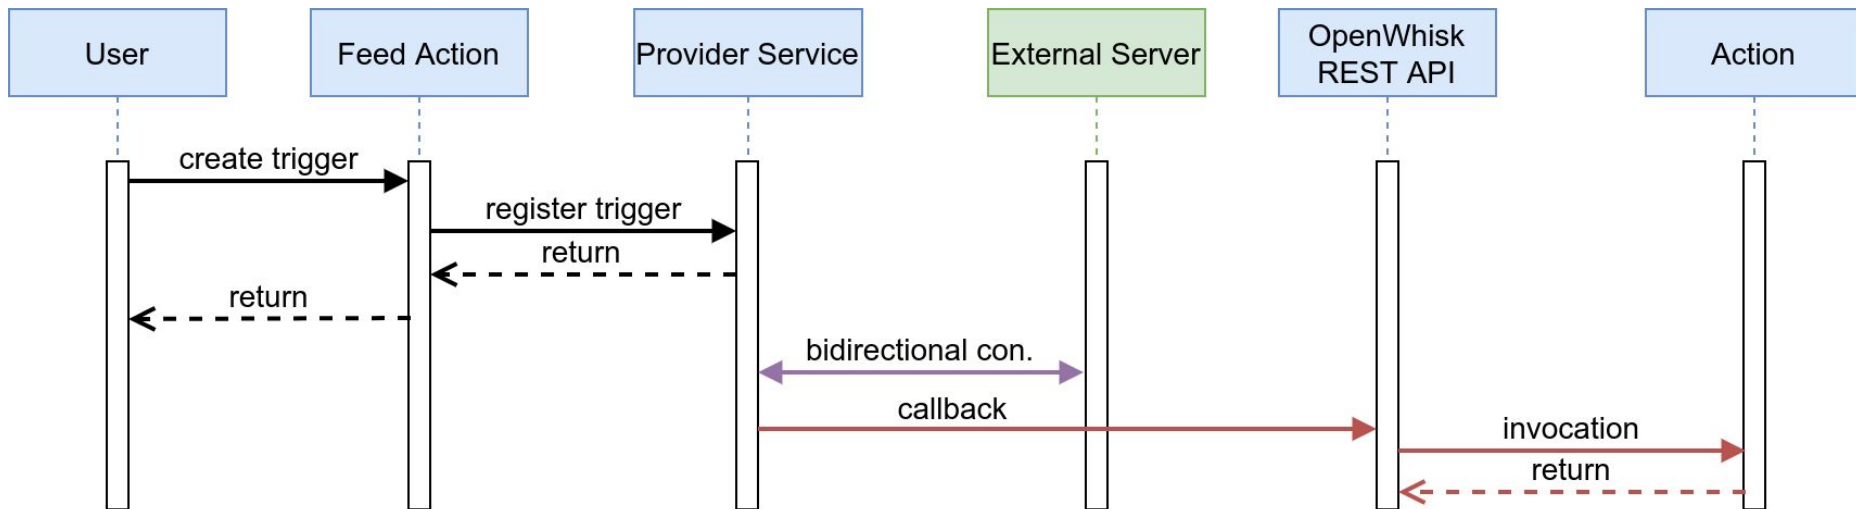 User
Feed Action
Provider Service
External Server
OpenWhisk
REST API
Action
create trigger
register trigger
return
return
bidirectional con.
callback
invocation
return